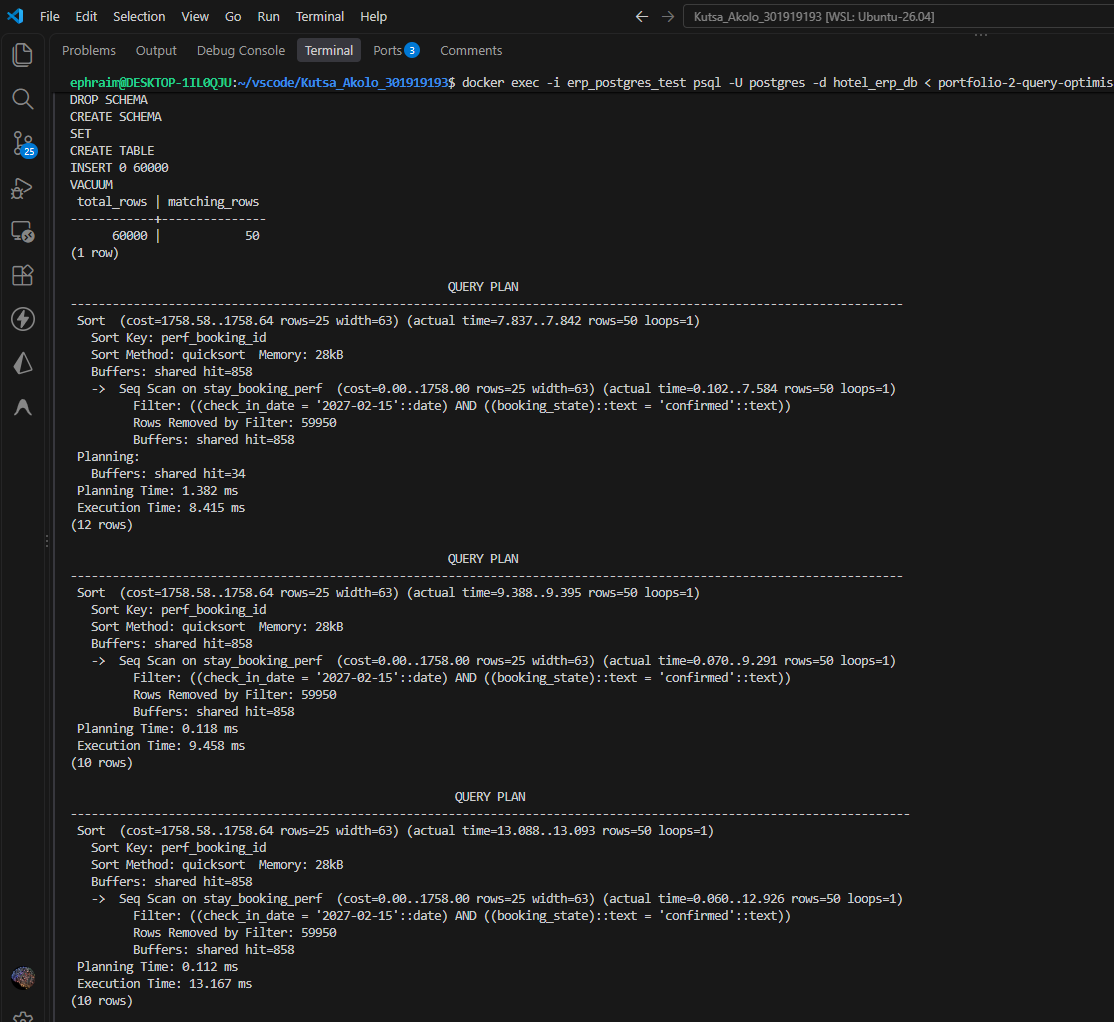 File Edit Selection View Go Run Terminal Help
Kutsa_Akolo_301919193 [WSL: Ubuntu-26.04]
Problems Output Debug Console Terminal Ports 3 Comments
ephraim@DESKTOP-1IL0QJU:~/vscode/Kutsa_Akolo_301919193$ docker exec -i erp_postgres_test psql -U postgres -d hotel_erp_db < portfolio-2-query-optimis
DROP SCHEMA
CREATE SCHEMA
SET
CREATE TABLE
INSERT 0 60000
VACUUM
 total_rows | matching_rows
------------+---------------
      60000 |            50
(1 row)
QUERY PLAN
-----------------------------------------------------------------------------------------------------------------------
 Sort  (cost=1758.58..1758.64 rows=25 width=63) (actual time=7.837..7.842 rows=50 loops=1)
   Sort Key: perf_booking_id
   Sort Method: quicksort  Memory: 28kB
   Buffers: shared hit=858
   ->  Seq Scan on stay_booking_perf  (cost=0.00..1758.00 rows=25 width=63) (actual time=0.102..7.584 rows=50 loops=1)
         Filter: ((check_in_date = '2027-02-15'::date) AND ((booking_state)::text = 'confirmed'::text))
         Rows Removed by Filter: 59950
         Buffers: shared hit=858
 Planning:
   Buffers: shared hit=34
 Planning Time: 1.382 ms
 Execution Time: 8.415 ms
(12 rows)
QUERY PLAN
-----------------------------------------------------------------------------------------------------------------------
 Sort  (cost=1758.58..1758.64 rows=25 width=63) (actual time=9.388..9.395 rows=50 loops=1)
   Sort Key: perf_booking_id
   Sort Method: quicksort  Memory: 28kB
   Buffers: shared hit=858
   ->  Seq Scan on stay_booking_perf  (cost=0.00..1758.00 rows=25 width=63) (actual time=0.070..9.291 rows=50 loops=1)
         Filter: ((check_in_date = '2027-02-15'::date) AND ((booking_state)::text = 'confirmed'::text))
         Rows Removed by Filter: 59950
         Buffers: shared hit=858
 Planning Time: 0.118 ms
 Execution Time: 9.458 ms
(10 rows)
QUERY PLAN
------------------------------------------------------------------------------------------------------------------------
 Sort  (cost=1758.58..1758.64 rows=25 width=63) (actual time=13.088..13.093 rows=50 loops=1)
   Sort Key: perf_booking_id
   Sort Method: quicksort  Memory: 28kB
   Buffers: shared hit=858
   ->  Seq Scan on stay_booking_perf  (cost=0.00..1758.00 rows=25 width=63) (actual time=0.060..12.926 rows=50 loops=1)
         Filter: ((check_in_date = '2027-02-15'::date) AND ((booking_state)::text = 'confirmed'::text))
         Rows Removed by Filter: 59950
         Buffers: shared hit=858
 Planning Time: 0.112 ms
 Execution Time: 13.167 ms
(10 rows)
25